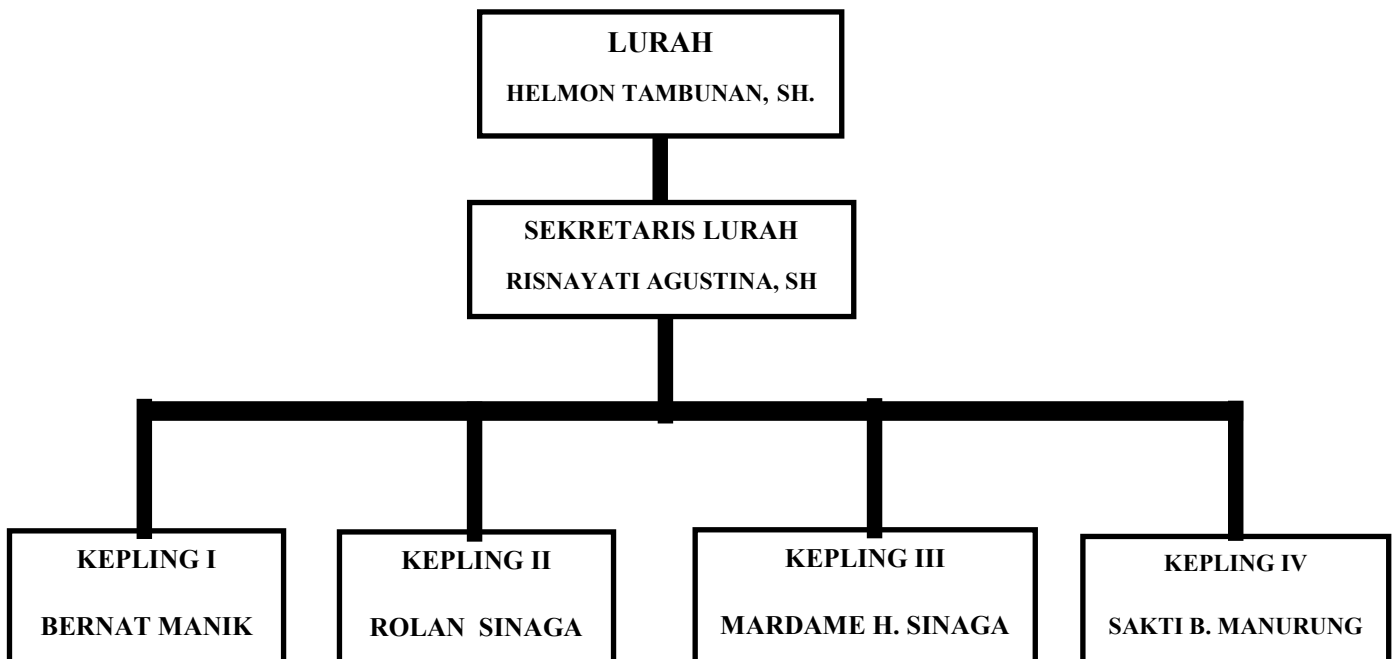 LURAH
HELMON TAMBUNAN, SH.
SEKRETARIS LURAH
RISNAYATI AGUSTINA, SH
KEPLING I
BERNAT MANIK
KEPLING II
ROLAN SINAGA
KEPLING III
MARDAME H. SINAGA
KEPLING IV
SAKTI B. MANURUNG